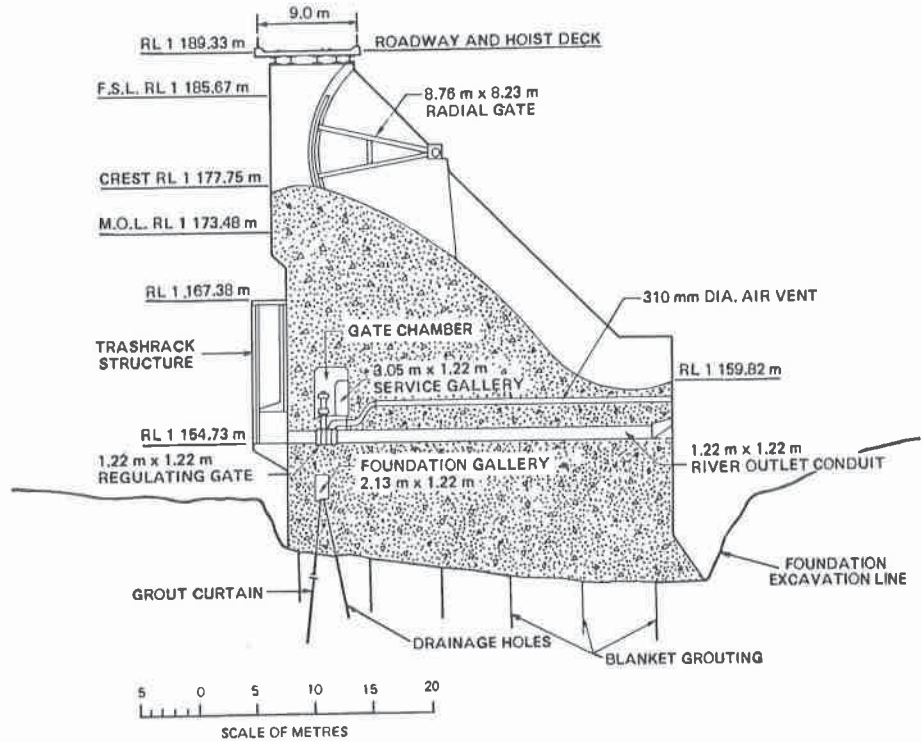 9.0 m
RL 1 189.33 m
ROADWAY AND HOIST DECK
F.S.L. RL 1 185.67 m
8.76 m x 8.23 m
RADIAL GATE
CREST RL 1 177.75 m
M.O.L. RL 1 173.48 m
RL 1 167.38 m
310 mm DIA. AIR VENT
GATE CHAMBER
TRASHRACK
STRUCTURE
3.05 m x 1.22 m
SERVICE GALLERY
RL 1 159.82 m
RL 1 154.73 m
1.22 m x 1.22 m
REGULATING GATE
FOUNDATION GALLERY
2.13 m x 1.22 m
1.22 m x 1.22 m
RIVER OUTLET CONDUIT
FOUNDATION
EXCAVATION LINE
GROUT CURTAIN
DRAINAGE HOLES
BLANKET GROUTING
5 0 5 10 15 20
SCALE OF METRES